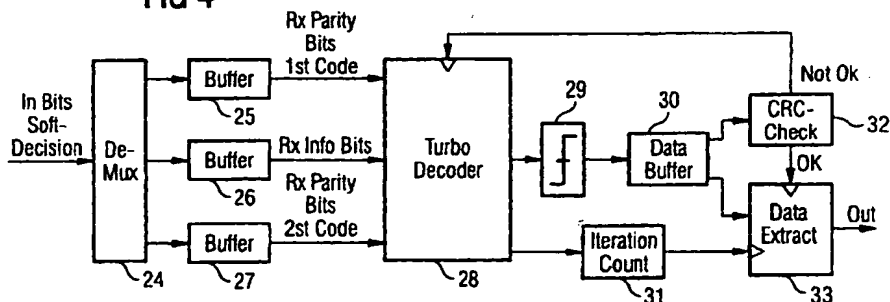 In Bits
Soft-
Decision
De-
Mux
24
Buffer
25
Buffer
26
Buffer
27
Rx Parity
Bits
1st Code
Rx Info Bits
Rx Parity
Bits
2st Code
Turbo
Decoder
28
29
30
Data
Buffer
Iteration
Count
31
Not Ok
CRC-
Check
32
OK
Data
Extract
33
Out